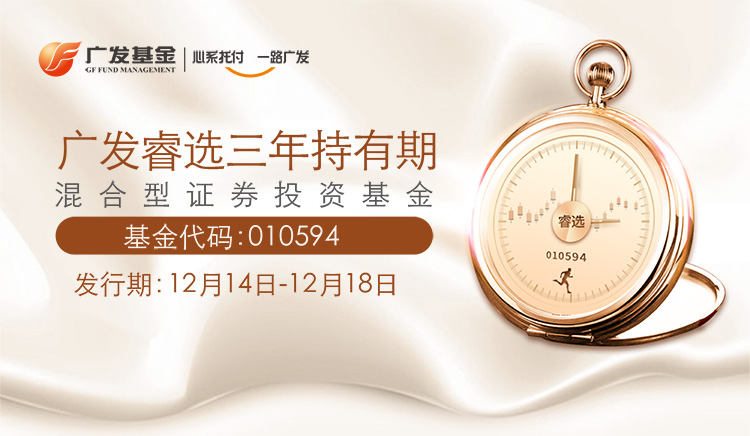 广发基金
GF FUND MANAGEMENT
心系托付 一路广发
广发睿选三年持有期
混合型证券投资基金
基金代码:010594
发行期:12月14日-12月18日
睿选
010594